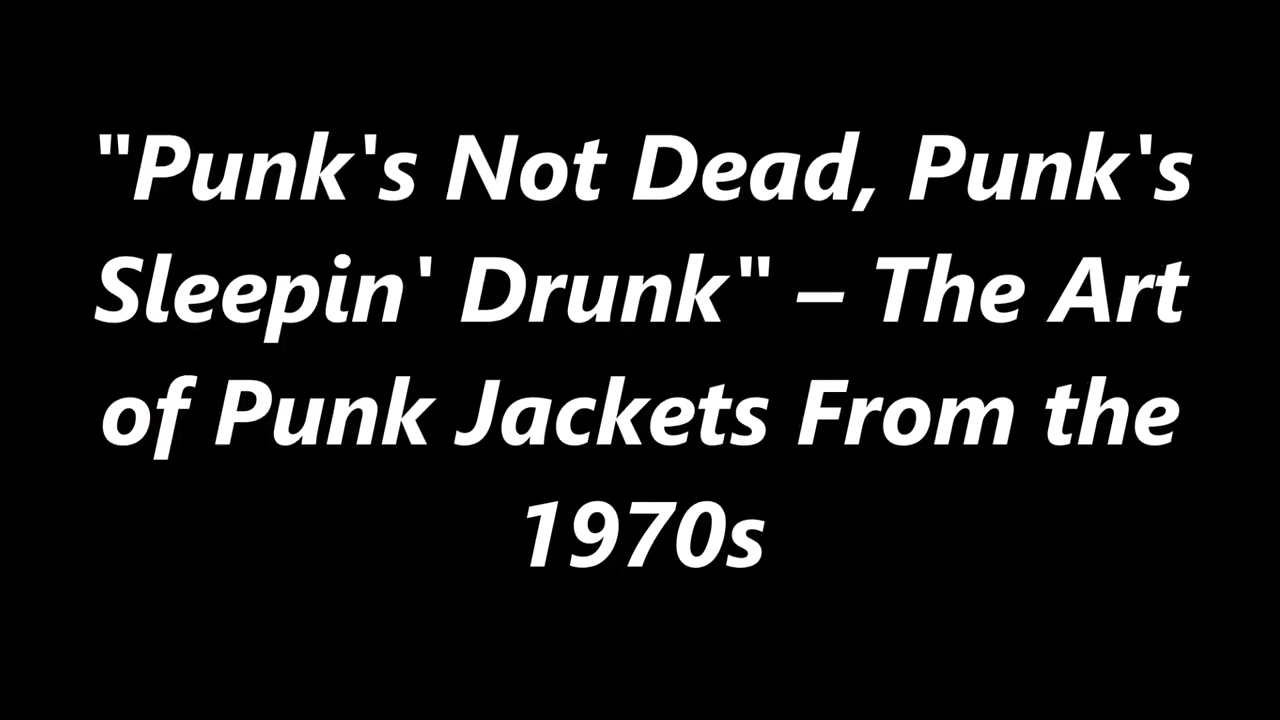 "Punk's Not Dead, Punk's
Sleepin' Drunk" – The Art
of Punk Jackets From the
1970s